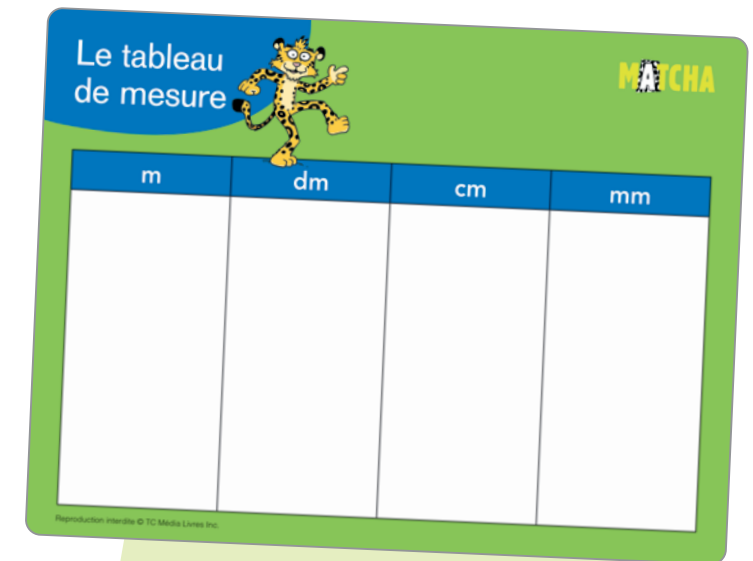 Le tableau
de mesure
MATCHA
m dm cm mm
Reproduction interdite © TC Média Livres Inc.